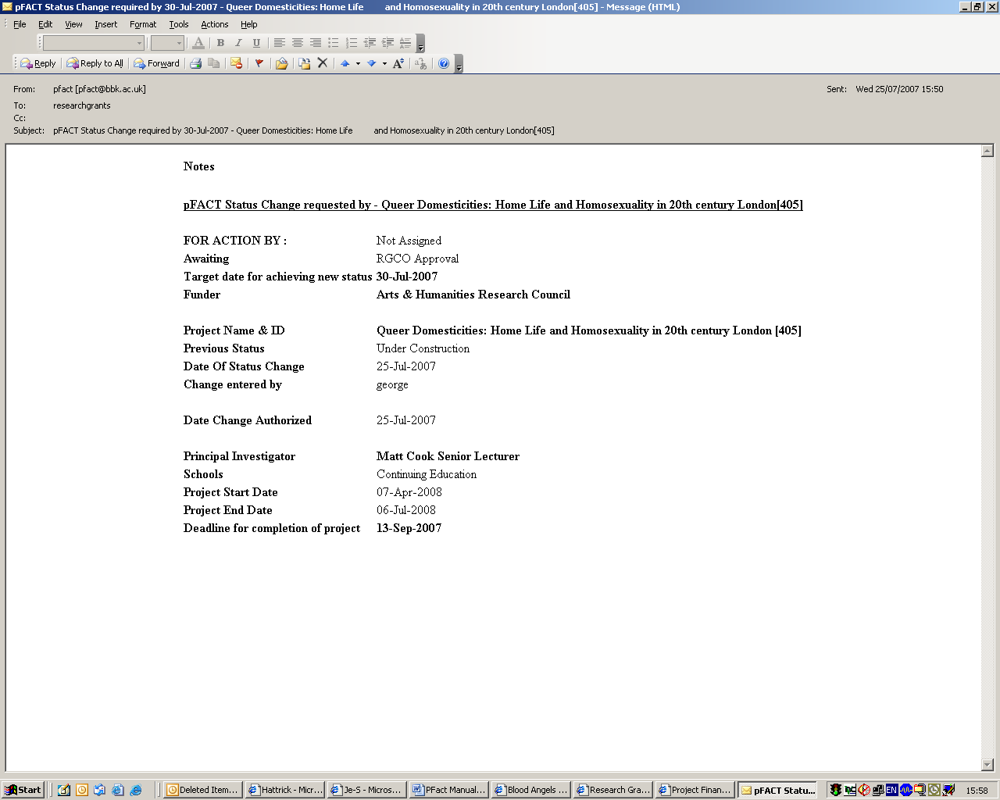 pFACT Status Change required by 30-Jul-2007 - Queer Domesticities: Home Life and Homosexuality in 20th century London[405] - Message (HTML)
File Edit View Insert Format Tools Actions Help
A B I U
Reply Reply to All Forward
From: pfact [pfact@bbk.ac.uk] Sent: Wed 25/07/2007 15:50
To: researchgrants
Cc:
Subject: pFACT Status Change required by 30-Jul-2007 - Queer Domesticities: Home Life and Homosexuality in 20th century London[405]
Notes
pFACT Status Change requested by - Queer Domesticities: Home Life and Homosexuality in 20th century London[405]
FOR ACTION BY : Not Assigned
Awaiting RGCO Approval
Target date for achieving new status 30-Jul-2007
Funder Arts & Humanities Research Council
Project Name & ID Queer Domesticities: Home Life and Homosexuality in 20th century London [405]
Previous Status Under Construction
Date Of Status Change 25-Jul-2007
Change entered by george
Date Change Authorized 25-Jul-2007
Principal Investigator Matt Cook Senior Lecturer
Schools Continuing Education
Project Start Date 07-Apr-2008
Project End Date 06-Jul-2008
Deadline for completion of project 13-Sep-2007
Start Deleted Item... Hattrick - Micr... Je-S - Micros... PFact Manual... Blood Angels ... Research Gra... Project Finan... pFACT Statu... EN 15:58